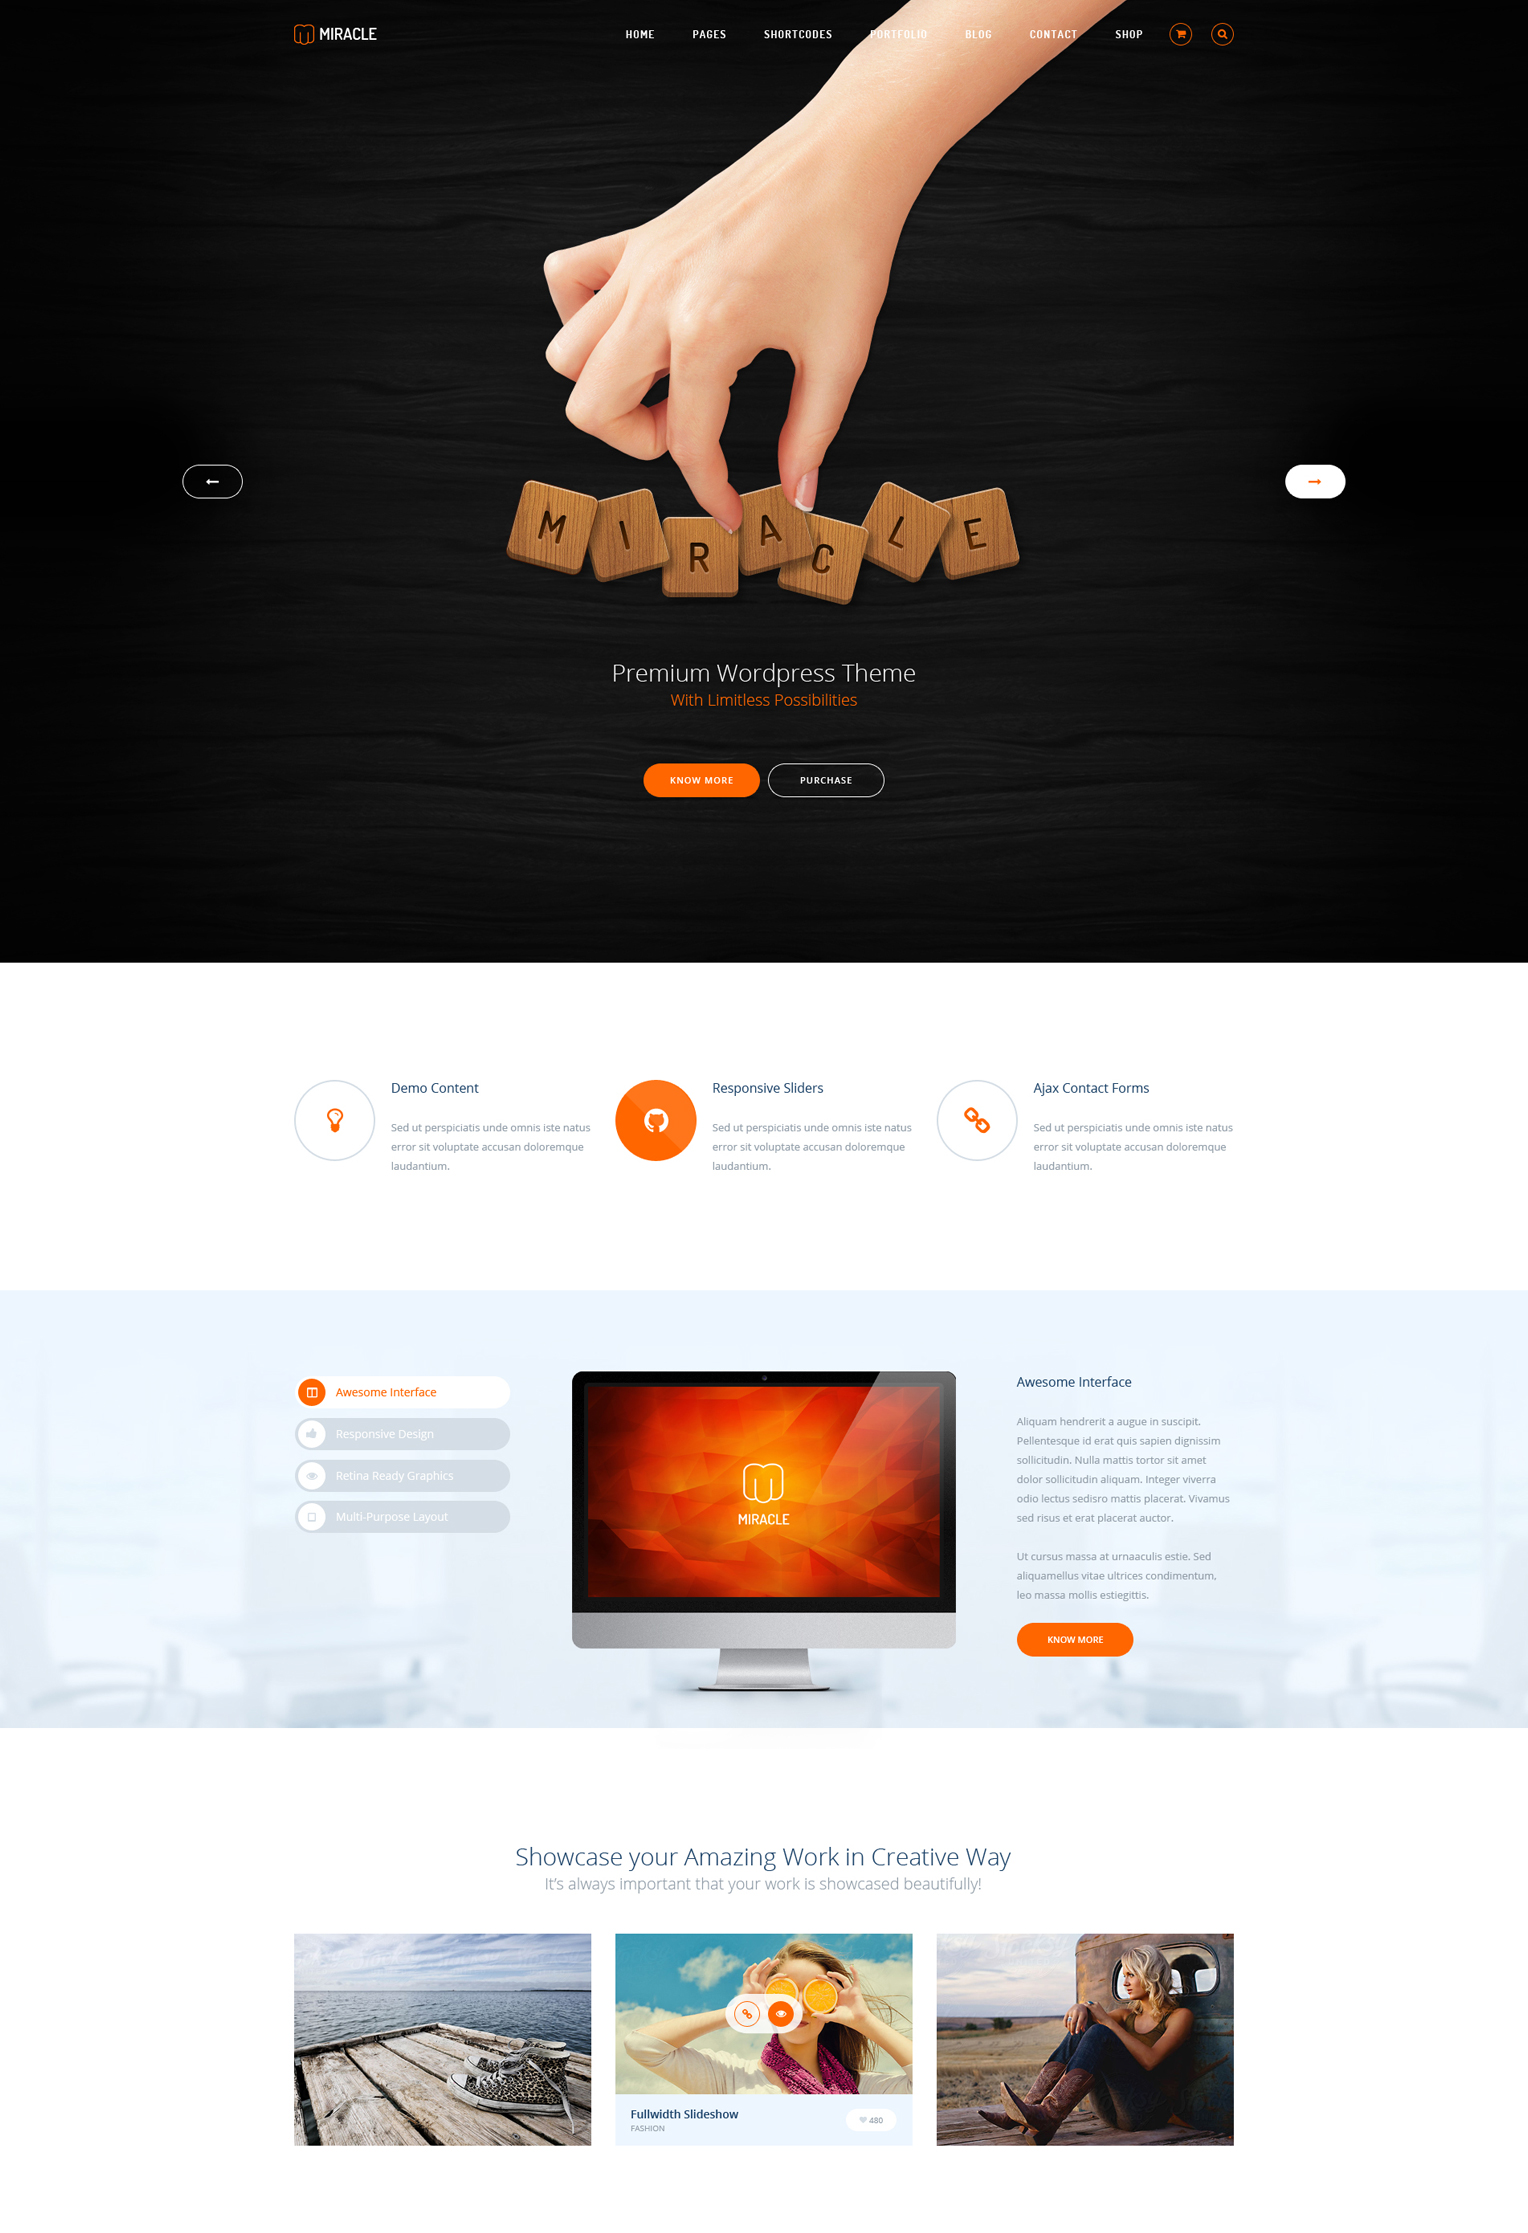 MIRACLE
HOME PAGES SHORTCODES PORTFOLIO BLOG CONTACT SHOP
M I R A C L E
Premium Wordpress Theme
With Limitless Possibilities
KNOW MORE PURCHASE
Demo Content
Sed ut perspiciatis unde omnis iste natus
error sit voluptate accusan doloremque
laudantium.
Responsive Sliders
Sed ut perspiciatis unde omnis iste natus
error sit voluptate accusan doloremque
laudantium.
Ajax Contact Forms
Sed ut perspiciatis unde omnis iste natus
error sit voluptate accusan doloremque
laudantium.
Awesome Interface
Responsive Design
Retina Ready Graphics
Multi-Purpose Layout
MIRACLE
Awesome Interface
Aliquam hendrerit a augue in suscipit.
Pellentesque id erat quis sapien dignissim
sollicitudin. Nulla mattis tortor sit amet
dolor sollicitudin aliquam. Integer viverra
odio lectus sedisro mattis placerat. Vivamus
sed risus et erat placerat auctor.
Ut cursus massa at urnaaculis estie. Sed
aliquamellus vitae ultrices condimentum,
leo massa mollis estiegittis.
KNOW MORE
Showcase your Amazing Work in Creative Way
It's always important that your work is showcased beautifully!
Fullwidth Slideshow
FASHION
480